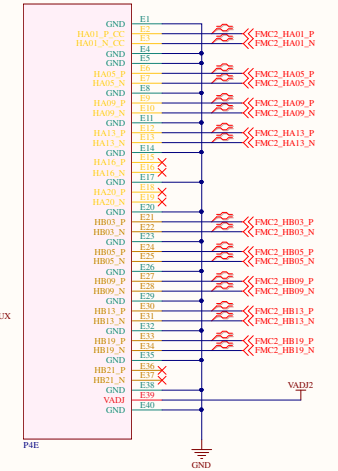 GND E1
HA01_P_CC E2 FMC2_HA01_P
HA01_N_CC E3 FMC2_HA01_N
GND E4
GND E5
HA05_P E6 FMC2_HA05_P
HA05_N E7 FMC2_HA05_N
GND E8
HA09_P E9 FMC2_HA09_P
HA09_N E10 FMC2_HA09_N
GND E11
HA13_P E12 FMC2_HA13_P
HA13_N E13 FMC2_HA13_N
GND E14
HA16_P E15
HA16_N E16
GND E17
HA20_P E18
HA20_N E19
GND E20
HB03_P E21 FMC2_HB03_P
HB03_N E22 FMC2_HB03_N
GND E23
HB05_P E24 FMC2_HB05_P
HB05_N E25 FMC2_HB05_N
GND E26
HB09_P E27 FMC2_HB09_P
HB09_N E28 FMC2_HB09_N
GND E29
HB13_P E30 FMC2_HB13_P
HB13_N E31 FMC2_HB13_N
UX
GND E32
HB19_P E33 FMC2_HB19_P
HB19_N E34 FMC2_HB19_N
GND E35
HB21_P E36
HB21_N E37
VADJ2
GND E38
VADJ E39
GND E40
P4E
GND